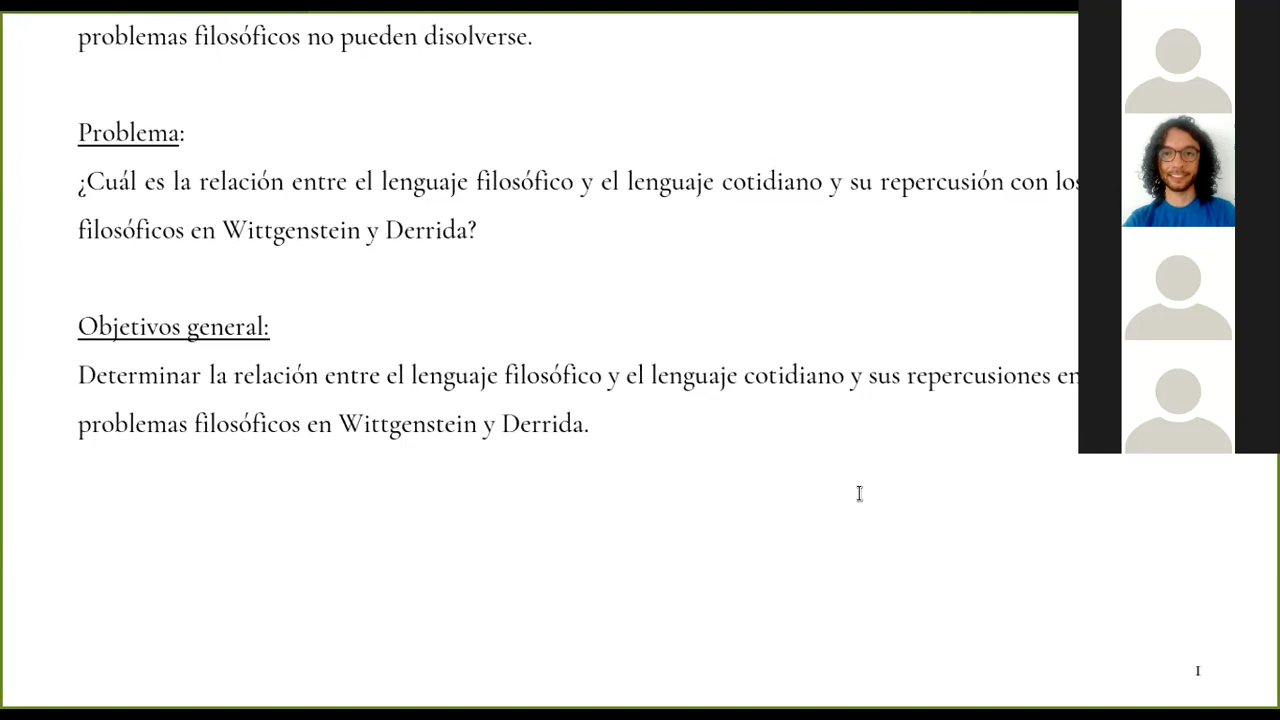 problemas filosóficos no pueden disolverse.
Problema:
¿Cuál es la relación entre el lenguaje filosófico y el lenguaje cotidiano y su repercusión con los
filosóficos en Wittgenstein y Derrida?
Objetivos general:
Determinar la relación entre el lenguaje filosófico y el lenguaje cotidiano y sus repercusiones en
problemas filosóficos en Wittgenstein y Derrida.
1